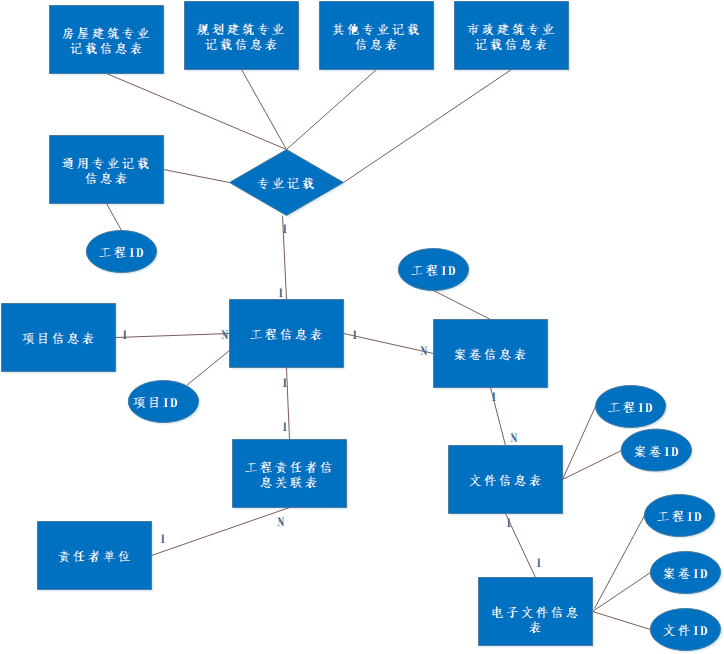 房屋建筑专业
记载信息表
规划建筑专业
记载信息表
其他专业记载
信息表
市政建筑专业
记载信息表
通用专业记载
信息表
专业记载
1
工程ID
工程ID
1
项目信息表
1
N
工程信息表
1
N
案卷信息表
项目ID
1
1
1
N
工程ID
案卷ID
工程责任者信
息关联表
文件信息表
N
1
责任者单位
1
1
工程ID
案卷ID
电子文件信息
表
文件ID